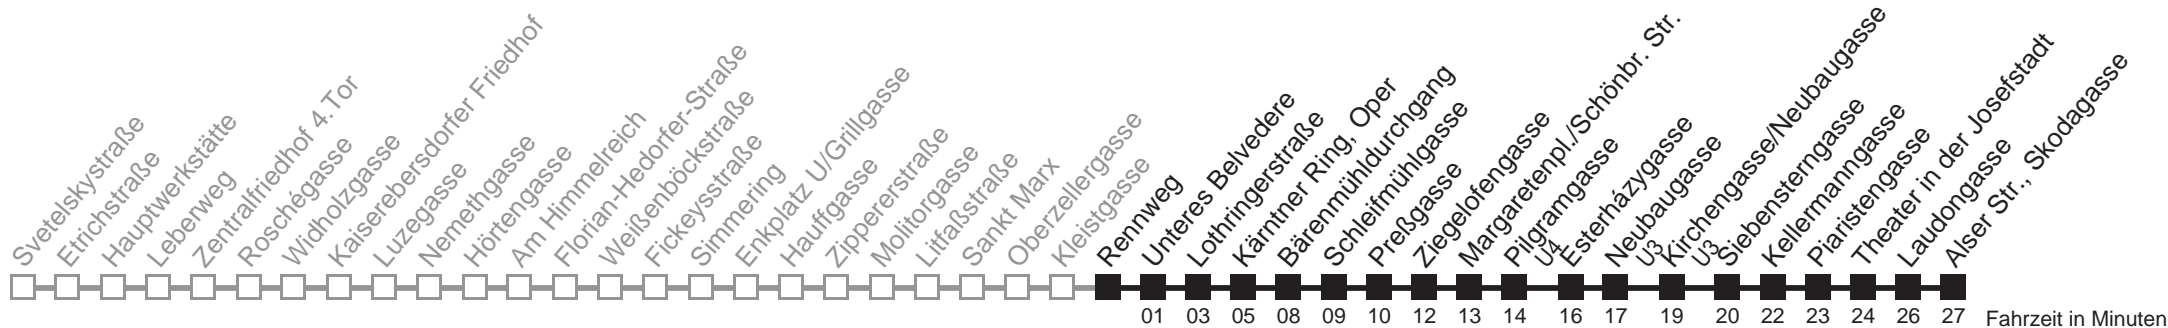 Svetelskystraße
Etrichstraße
Hauptwerkstätte
Leberweg
Zentralfriedhof 4. Tor
Roschégasse
Widholzgasse
Kaiserebersdorfer Friedhof
Luzegasse
Nemethgasse
Hörtengasse
Am Himmelreich
Florian-Hedorfer-Straße
Weißenböckstraße
Fickeysstraße
Simmering
Enkplatz U/Grillgasse
Hauffgasse
Zippererstraße
Molitorgasse
Litfaßstraße
Sankt Marx
Oberzellergasse
Kleistgasse
Rennweg
Unteres Belvedere
Lothringerstraße
Kärntner Ring, Oper
Bärenmühldurchgang
Schleifmühlgasse
Preßgasse
Ziegelofengasse
Margaretenpl./Schönbr. Str.
Pilgramgasse
U4
Esterházygasse
Neubaugasse
U3
Kirchengasse/Neubaugasse
U3
Siebensterngasse
Kellermanngasse
Piaristengasse
Theater in der Josefstadt
Laudongasse
Alser Str., Skodagasse
01 03 05 08 09 10 12 13 14 16 17 19 20 22 23 24 26 27 Fahrzeit in Minuten